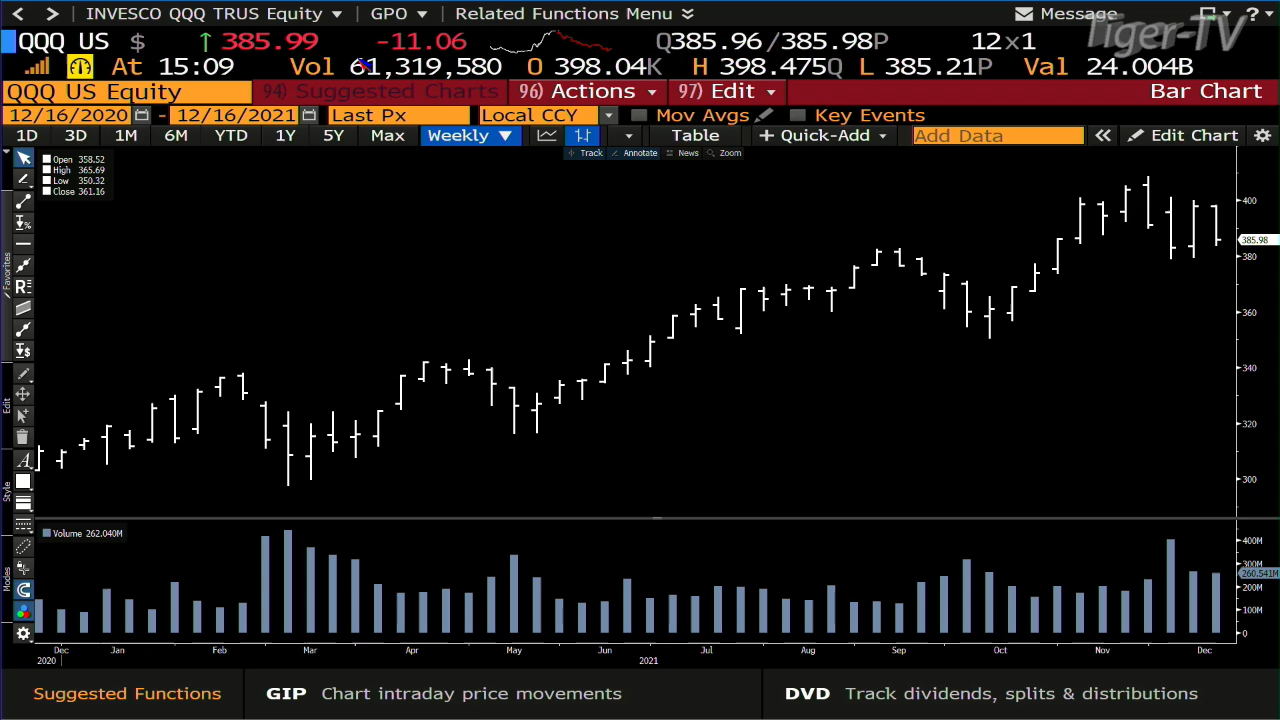 < > INVESCO QQQ TRUS Equity GPO Related Functions Menu Message ?
Tiger-TV
QQQ US $ ↑ 385.99 -11.06 Q385.96/385.98P 12x1
At 15:09 Vol 61,319,580 O 398.04K H 398.475Q L 385.21P Val 24.004B
QQQ US Equity 94) Suggested Charts 96) Actions 97) Edit Bar Chart
12/16/2020 - 12/16/2021 Last Px Local CCY Mov Avgs Key Events
1D 3D 1M 6M YTD 1Y 5Y Max Weekly ▼ Table + Quick-Add Add Data « Edit Chart
Track Annotate News Zoom
Open 358.52
High 365.69
Low 350.32
Close 361.16
400
385.98
380
360
340
320
300
Favorites
Edit
Style
Modes
Volume 262.040M
400M
300M
260.541M
200M
100M
0
Dec Jan Feb Mar Apr May Jun Jul Aug Sep Oct Nov Dec
2020 2021
Suggested Functions GIP Chart intraday price movements DVD Track dividends, splits & distributions